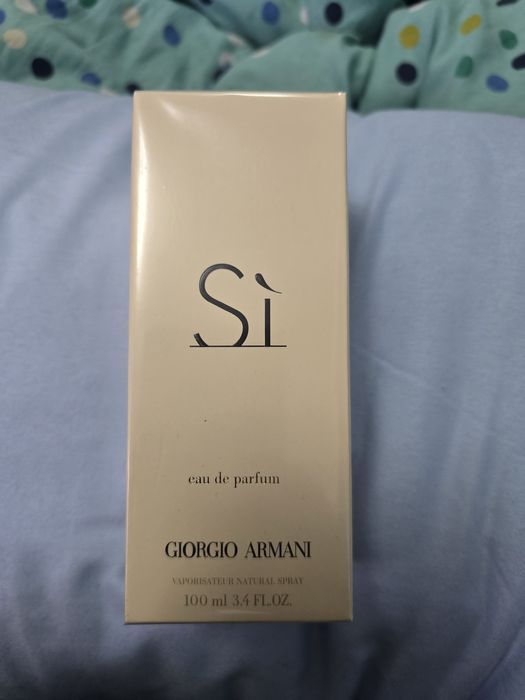 Sì
eau de parfum
GIORGIO ARMANI
VAPORISATEUR NATURAL SPRAY
100 ml 3.4 FL.OZ.